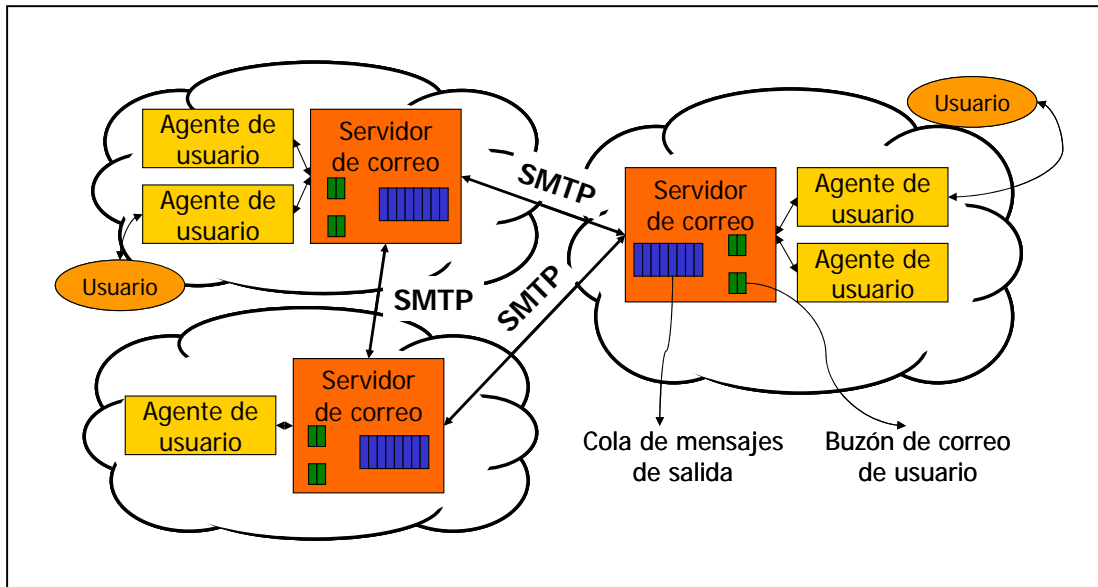 Agente de
usuario
Agente de
usuario
Usuario
Servidor
de correo
SMTP
SMTP
SMTP
Agente de
usuario
Servidor
de correo
Usuario
Servidor
de correo
Agente de
usuario
Agente de
usuario
Cola de mensajes
de salida
Buzón de correo
de usuario